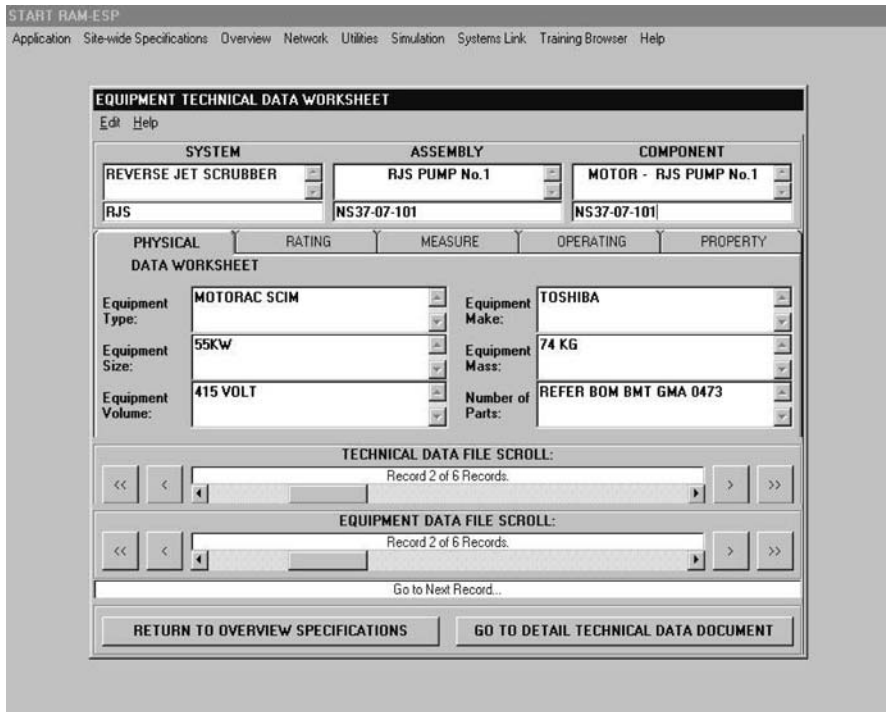 START RAM-ESP
Application Site-wide Specifications Overview Network Utilities Simulation Systems Link Training Browser Help
EQUIPMENT TECHNICAL DATA WORKSHEET
Edit Help
SYSTEM ASSEMBLY COMPONENT
REVERSE JET SCRUBBER RJS PUMP No.1 MOTOR - RJS PUMP No.1
RJS NS37-07-101 NS37-07-101
PHYSICAL RATING MEASURE OPERATING PROPERTY
DATA WORKSHEET
Equipment Type: MOTORAC SCIM Equipment Make: TOSHIBA
Equipment Size: 55KW Equipment Mass: 74 KG
Equipment Volume: 415 VOLT Number of Parts: REFER BOM BMT GMA 0473
TECHNICAL DATA FILE SCROLL:
<< < Record 2 of 6 Records. > >>
EQUIPMENT DATA FILE SCROLL:
<< < Record 2 of 6 Records. > >>
Go to Next Record...
RETURN TO OVERVIEW SPECIFICATIONS GO TO DETAIL TECHNICAL DATA DOCUMENT